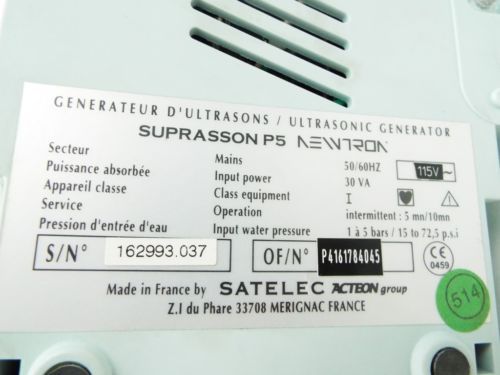 GENERATEUR D'ULTRASONS / ULTRASONIC GENERATOR
SUPRASSON P5 NEWTRON
Secteur Mains 50/60HZ 115V ~
Puissance absorbée Input power 30 VA
Appareil classe Class equipment I
Service Operation intermittent : 5 mn/10mn
Pression d'entrée d'eau Input water pressure 1 à 5 bars / 15 to 72,5 p.s.i
S/N° 162993.037 OF/N° P4161784045 CE 0459
Made in France by SATELEC ACTEON group
Z.I du Phare 33708 MERIGNAC FRANCE
514